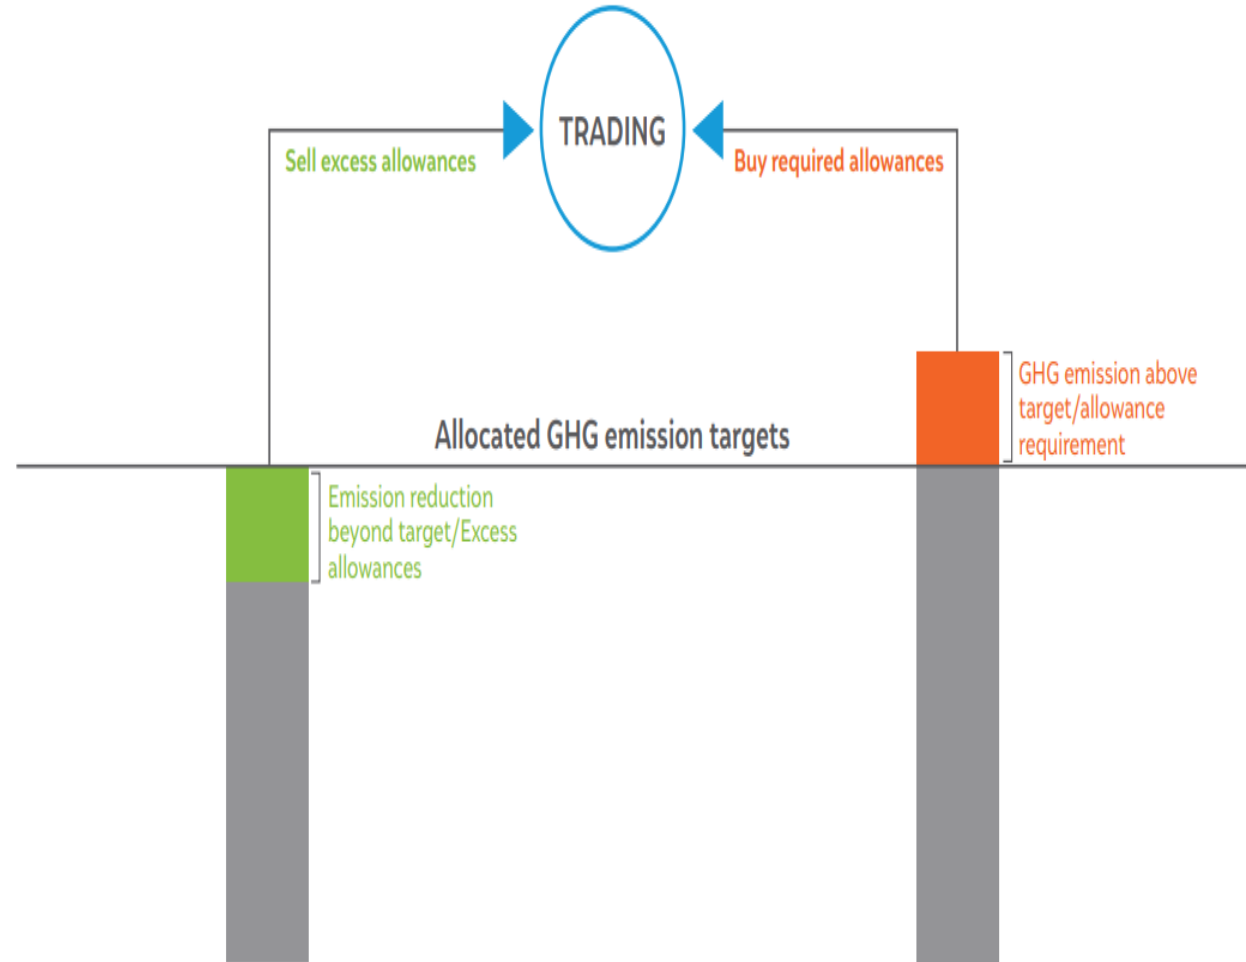 TRADING
Sell excess allowances
Buy required allowances
GHG emission above
target/allowance
requirement
Allocated GHG emission targets
Emission reduction
beyond target/Excess
allowances